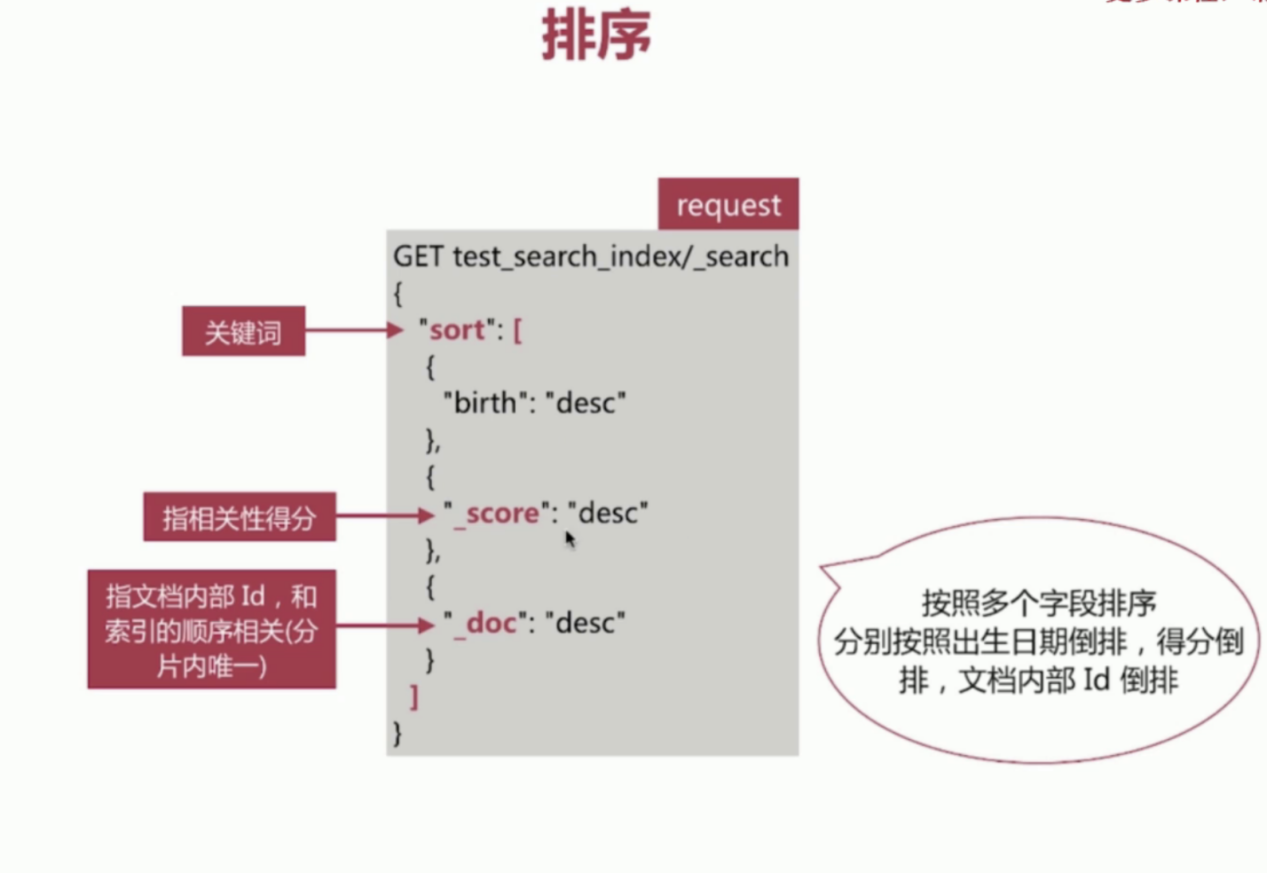 排序
request
GET test_search_index/_search
{
关键词
"sort": [
{
"birth": "desc"
},
{
指相关性得分
"_score": "desc"
},
{
指文档内部 Id，和
索引的顺序相关(分
片内唯一)
"_doc": "desc"
}
]
}
按照多个字段排序
分别按照出生日期倒排，得分倒
排，文档内部 Id 倒排